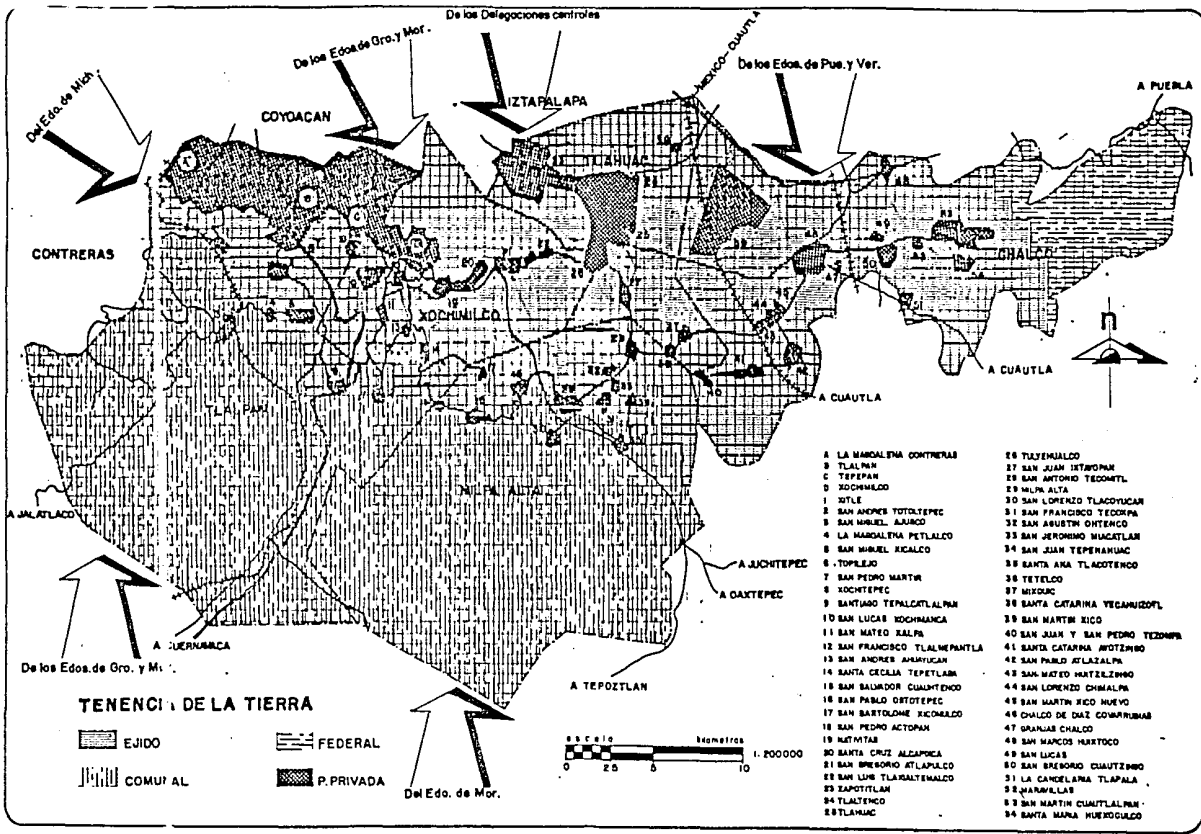 De los Delegaciones centrales
De los Edos. de Gro. y Mor.
Del Edo. de Mich.
MEXICO-CUAUTLA
De los Edos. de Pue. y Ver.
A PUEBLA
IZTAPALAPA
COYOACAN
TLAHUAC
CONTRERAS
CHALCO
XOCHIMILCO
TLALPAN
MILPA ALTA
n
A CUAUTLA
A CUAUTLA
A JALATLACO
A JUCHITEPEC
A OAXTEPEC
A CUERNAVACA
De los Edos. de Gro. y M
A TEPOZTLAN
Del Edo. de Mor.
TENENCI DE LA TIERRA
EJIDO
FEDERAL
COMUNAL
P. PRIVADA
escala kilometros
0 2.5 5 10
1:200000
A LA MAGDALENA CONTRERAS
B TLALPAN
C TEPEPAN
D XOCHIMILCO
1 XITLE
2 SAN ANDRES TOTOLTEPEC
3 SAN MIGUEL AJUSCO
4 LA MAGDALENA PETLALCO
5 SAN MIGUEL XICALCO
6 TOPILEJO
7 SAN PEDRO MARTIR
8 XOCHITEPEC
9 SANTIAGO TEPALCATLALPAN
10 SAN LUCAS XOCHIMANCA
11 SAN MATEO XALPA
12 SAN FRANCISCO TLALNEPANTLA
13 SAN ANDRES AHUAYUCAN
14 SANTA CECILIA TEPETLAPA
15 SAN SALVADOR CUAUHTENCO
16 SAN PABLO OSTOTEPEC
17 SAN BARTOLOME XICOMULCO
18 SAN PEDRO ACTOPAN
19 NATIVITAS
20 SANTA CRUZ ALCAPOICA
21 SAN GREGORIO ATLAPULCO
22 SAN LUIS TLAXIALTEMALCO
23 ZAPOTITLAN
24 TLALTENCO
25 TLAHUAC
26 TULYEHUALCO
27 SAN JUAN IXTAYOPAN
28 SAN ANTONIO TECOMITL
29 MILPA ALTA
30 SAN LORENZO TLACOYUCAN
31 SAN FRANCISCO TECOXPA
32 SAN AGUSTIN OHTENCO
33 SAN JERONIMO MIACATLAN
34 SAN JUAN TEPENAHUAC
35 SANTA ANA TLACOTENCO
36 TETELCO
37 MIXQUIC
38 SANTA CATARINA YECAHUIZOTL
39 SAN MARTIN XICO
40 SAN JUAN Y SAN PEDRO TEZOMPA
41 SANTA CATARINA AYOTZINGO
42 SAN PABLO ATLAZALPA
43 SAN MATEO HUITZILZINGO
44 SAN LORENZO CHIMALPA
45 SAN MARTIN XICO NUEVO
46 CHALCO DE DIAZ COVARRUBIAS
47 GRANJAS CHALCO
48 SAN MARCOS HUIXTOCO
49 SAN LUCAS
50 SAN GREGORIO CUAUTZINGO
51 LA CANDELARIA TLAPALA
52 MARAVILLAS
53 SAN MARTIN CUAUTLALPAN
54 SANTA MARIA HUEXOCULCO